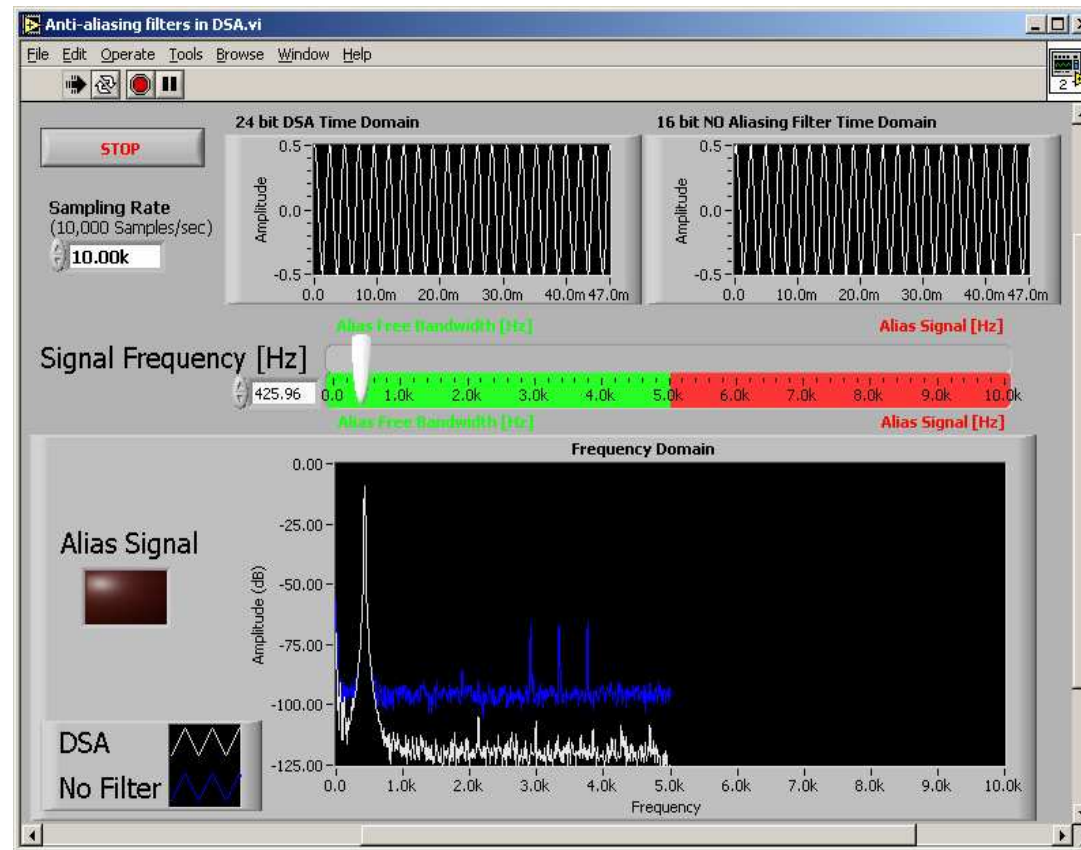 Anti-aliasing filters in DSA.vi
File Edit Operate Tools Browse Window Help
2
STOP
Sampling Rate
(10,000 Samples/sec)
10.00k
24 bit DSA Time Domain
Amplitude
0.5
0.0
-0.5
0.0 10.0m 20.0m 30.0m 40.0m 47.0m
16 bit NO Aliasing Filter Time Domain
Amplitude
0.5
0.0
-0.5
0.0 10.0m 20.0m 30.0m 40.0m 47.0m
Alias Free Bandwidth [Hz] Alias Signal [Hz]
Signal Frequency [Hz]
425.96
0.0 1.0k 2.0k 3.0k 4.0k 5.0k 6.0k 7.0k 8.0k 9.0k 10.0k
Alias Free Bandwidth [Hz] Alias Signal [Hz]
Frequency Domain
Alias Signal
Amplitude (dB)
0.00
-25.00
-50.00
-75.00
-100.00
-125.00
0.0 1.0k 2.0k 3.0k 4.0k 5.0k 6.0k 7.0k 8.0k 9.0k 10.0k
Frequency
DSA
No Filter